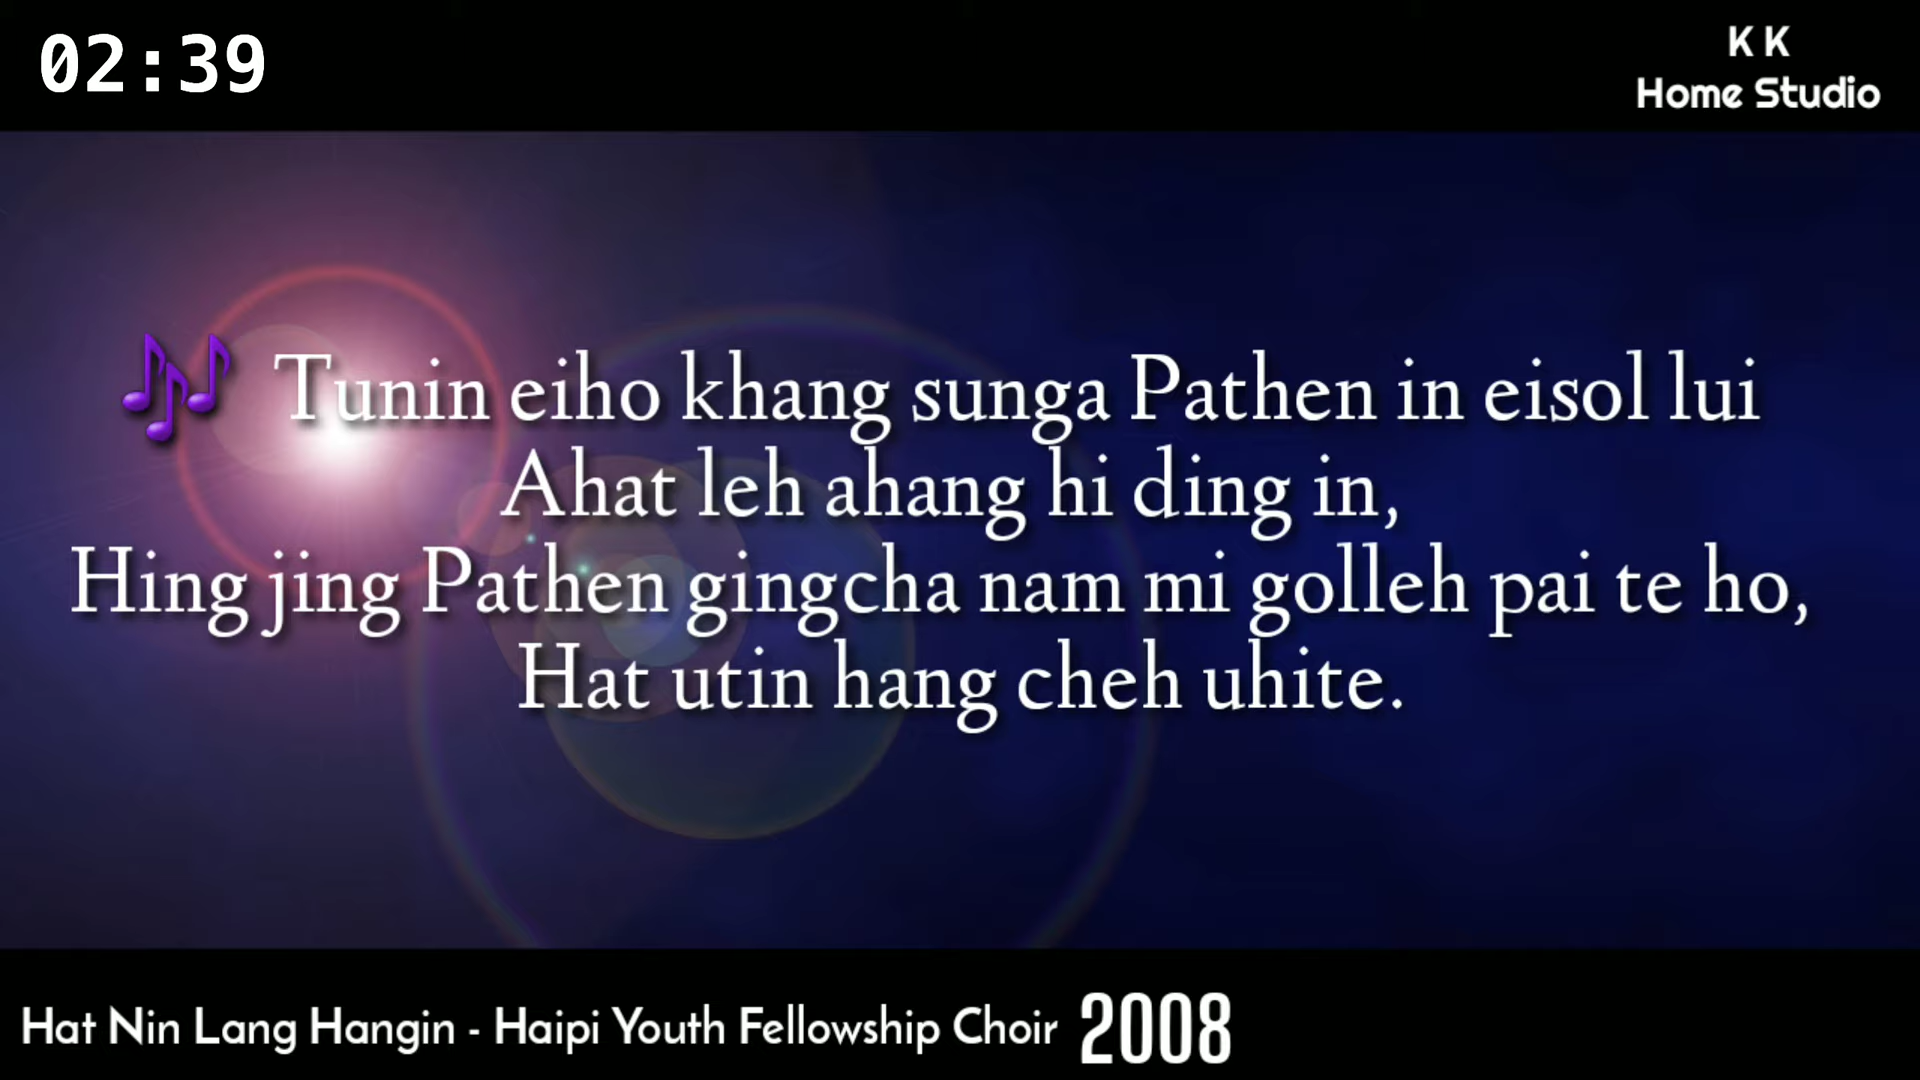 02:39
K K
Home Studio
Tunin eiho khang sunga Pathen in eisol lui
Ahat leh ahang hi ding in,
Hing jing Pathen gingcha nam mi golleh pai te ho,
Hat utin hang cheh uhite.
Hat Nin Lang Hangin - Haipi Youth Fellowship Choir 2008